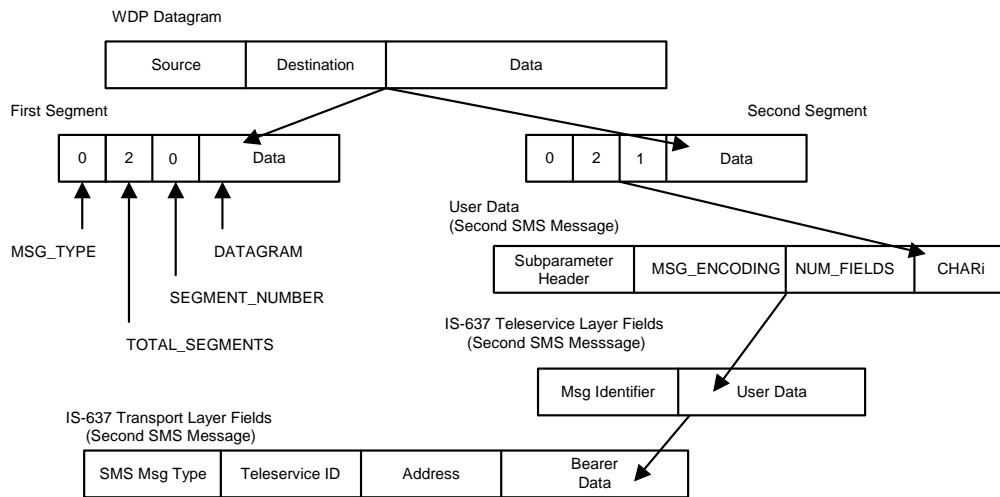 WDP Datagram
Source Destination Data
First Segment
Second Segment
0 2 0 Data
0 2 1 Data
MSG_TYPE
DATAGRAM
SEGMENT_NUMBER
TOTAL_SEGMENTS
User Data
(Second SMS Message)
Subparameter
Header
MSG_ENCODING NUM_FIELDS CHARi
IS-637 Teleservice Layer Fields
(Second SMS Messsage)
Msg Identifier User Data
IS-637 Transport Layer Fields
(Second SMS Message)
SMS Msg Type Teleservice ID Address
Bearer
Data